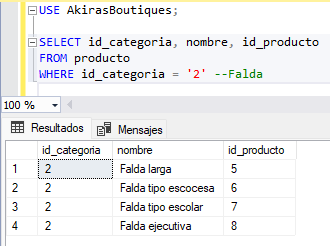 USE AkirasBoutiques;
SELECT id_categoria, nombre, id_producto
FROM producto
WHERE id_categoria = '2' --Falda
100 %
Resultados Mensajes
id_categoria nombre id_producto
1 2 Falda larga 5
2 2 Falda tipo escocesa 6
3 2 Falda tipo escolar 7
4 2 Falda ejecutiva 8